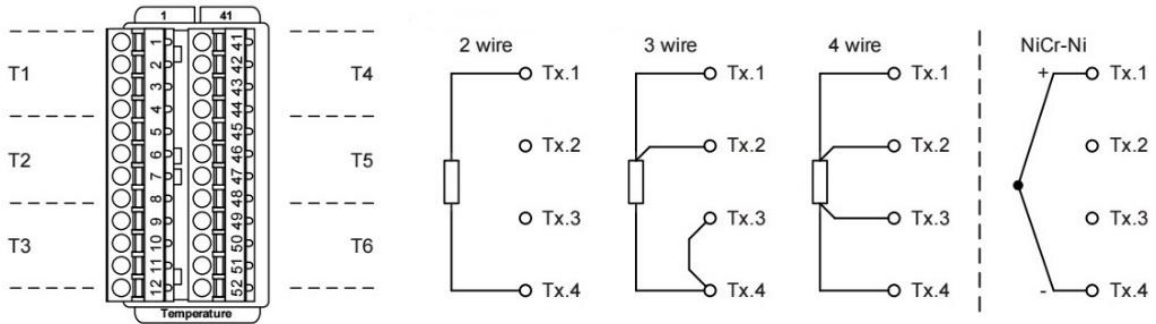 1 41
1 41
2 42
T1 3 43 T4
4 44
5 45
T2 6 46 T5
7 47
8 48
9 49
T3 10 50 T6
11 51
12 52
Temperature
2 wire
Tx.1
Tx.2
Tx.3
Tx.4
3 wire
Tx.1
Tx.2
Tx.3
Tx.4
4 wire
Tx.1
Tx.2
Tx.3
Tx.4
NiCr-Ni
+ Tx.1
Tx.2
Tx.3
- Tx.4